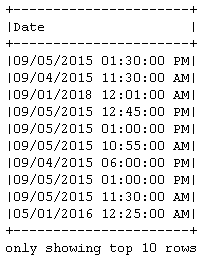 +----------------------+
|Date                  |
+----------------------+
|09/05/2015 01:30:00 PM|
|09/04/2015 11:30:00 AM|
|09/01/2018 12:01:00 AM|
|09/05/2015 12:45:00 PM|
|09/05/2015 01:00:00 PM|
|09/05/2015 10:55:00 AM|
|09/04/2015 06:00:00 PM|
|09/05/2015 01:00:00 PM|
|09/05/2015 11:30:00 AM|
|05/01/2016 12:25:00 AM|
+----------------------+
only showing top 10 rows